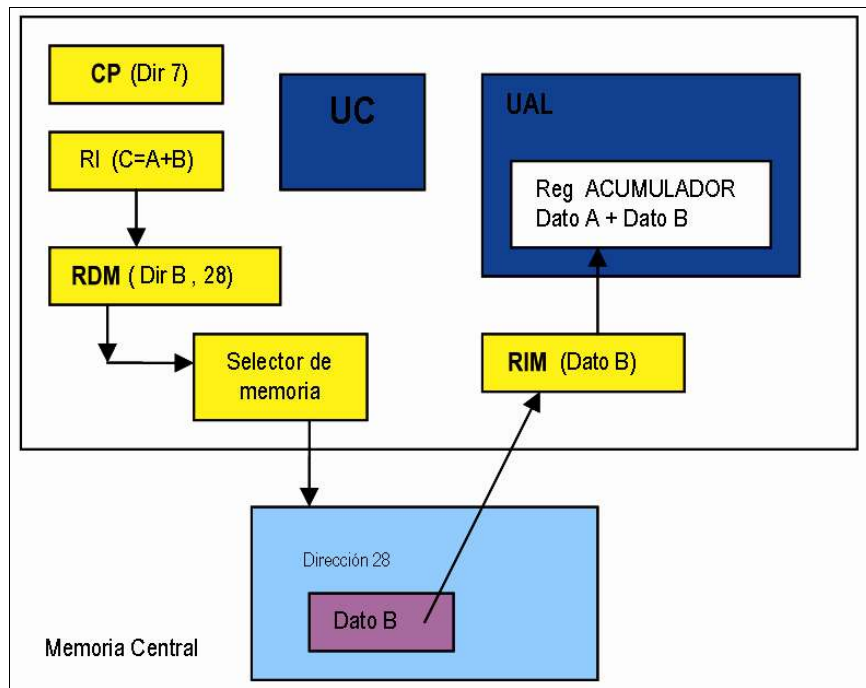 CP (Dir 7)
UC
UAL
RI (C=A+B)
Reg ACUMULADOR
Dato A + Dato B
RDM ( Dir B , 28)
Selector de
memoria
RIM (Dato B)
Dirección 28
Dato B
Memoria Central